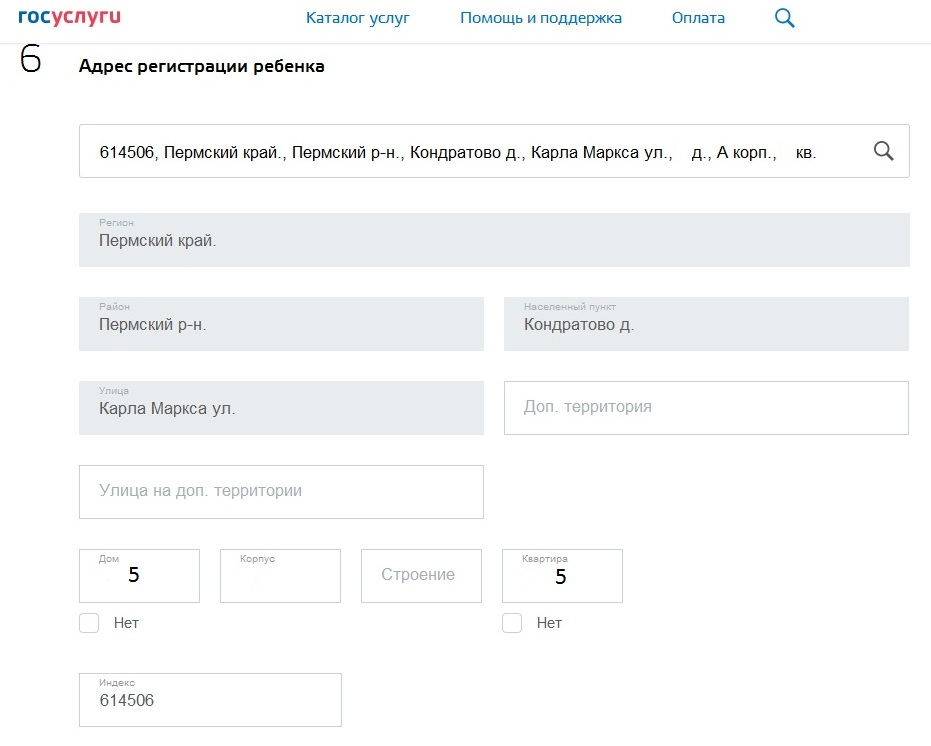 госуслуги Каталог услуг Помощь и поддержка Оплата
6 Адрес регистрации ребенка
614506, Пермский край., Пермский р-н., Кондратово д., Карла Маркса ул., д., А корп., кв.
Регион
Пермский край.
Район Населенный пункт
Пермский р-н. Кондратово д.
Улица
Карла Маркса ул. Доп. территория
Улица на доп. территории
Дом Корпус Квартира
5 Строение 5
Нет Нет
Индекс
614506